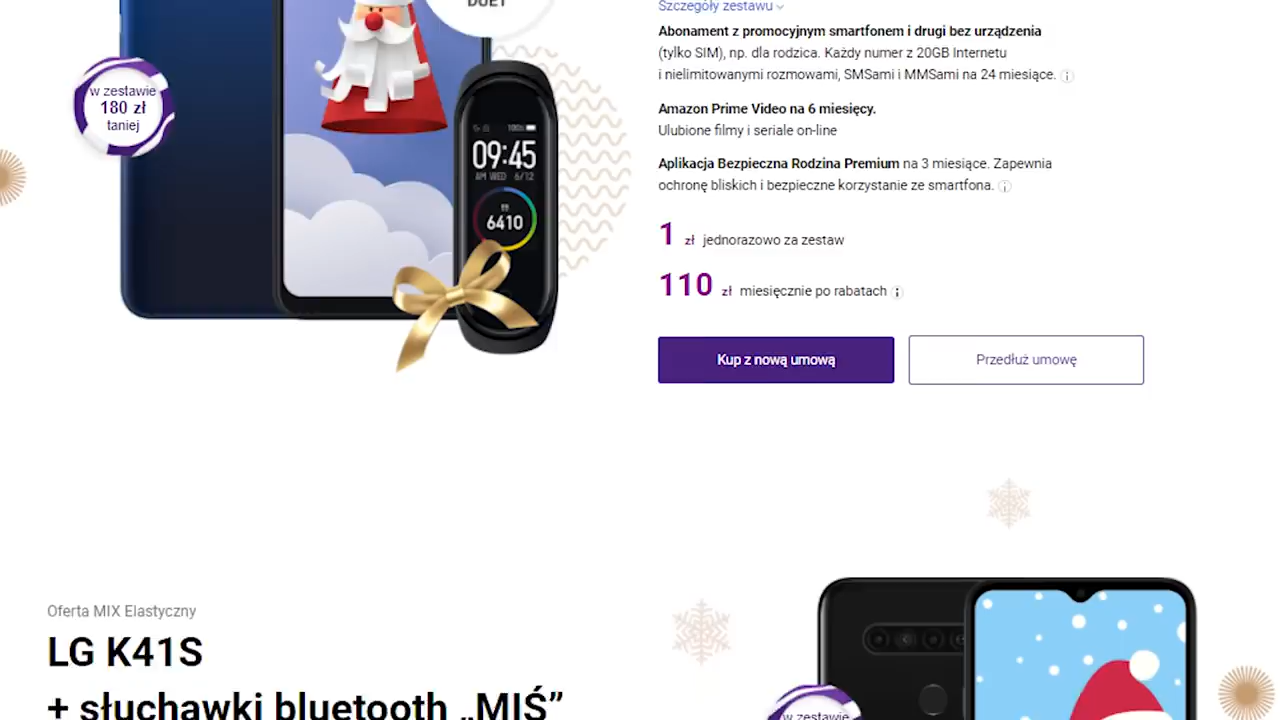 DUET
w zestawie
180 zł
taniej
09:45
AM WED 6/12
6410
Szczegóły zestawu
Abonament z promocyjnym smartfonem i drugi bez urządzenia
(tylko SIM), np. dla rodzica. Każdy numer z 20GB Internetu
i nielimitowanymi rozmowami, SMSami i MMSami na 24 miesiące.
Amazon Prime Video na 6 miesięcy.
Ulubione filmy i seriale on-line
Aplikacja Bezpieczna Rodzina Premium na 3 miesiące. Zapewnia
ochronę bliskich i bezpieczne korzystanie ze smartfona.
1 zł jednorazowo za zestaw
110 zł miesięcznie po rabatach
Kup z nową umową
Przedłuż umowę
Oferta MIX Elastyczny
LG K41S
+ słuchawki bluetooth „MIŚ”
w zestawie